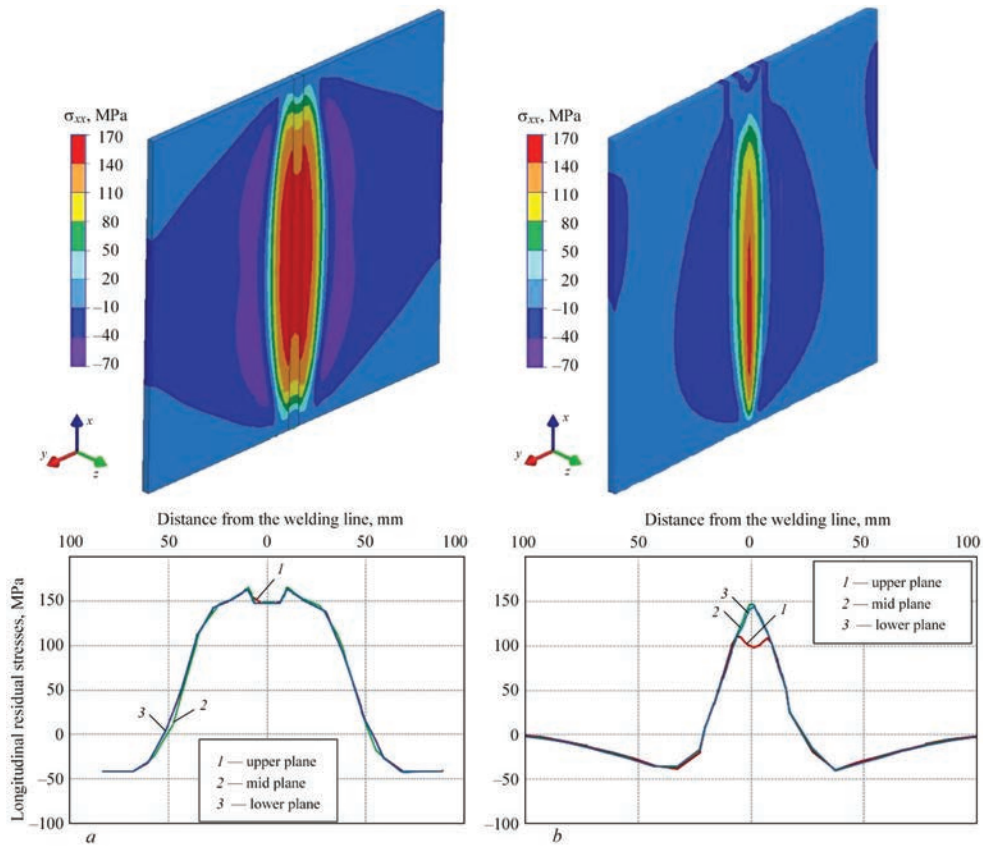 σxx, MPa
170
140
110
80
50
20
–10
–40
–70
x
y
z
σxx, MPa
170
140
110
80
50
20
–10
–40
–70
x
y
z
Distance from the welding line, mm
100 50 0 50 100
Longitudinal residual stresses, MPa
150
100
50
0
–50
–100
1
3
2
1 — upper plane
2 — mid plane
3 — lower plane
a
Distance from the welding line, mm
100 50 0 50 100
150
100
50
0
–50
–100
3
2
1
1 — upper plane
2 — mid plane
3 — lower plane
b